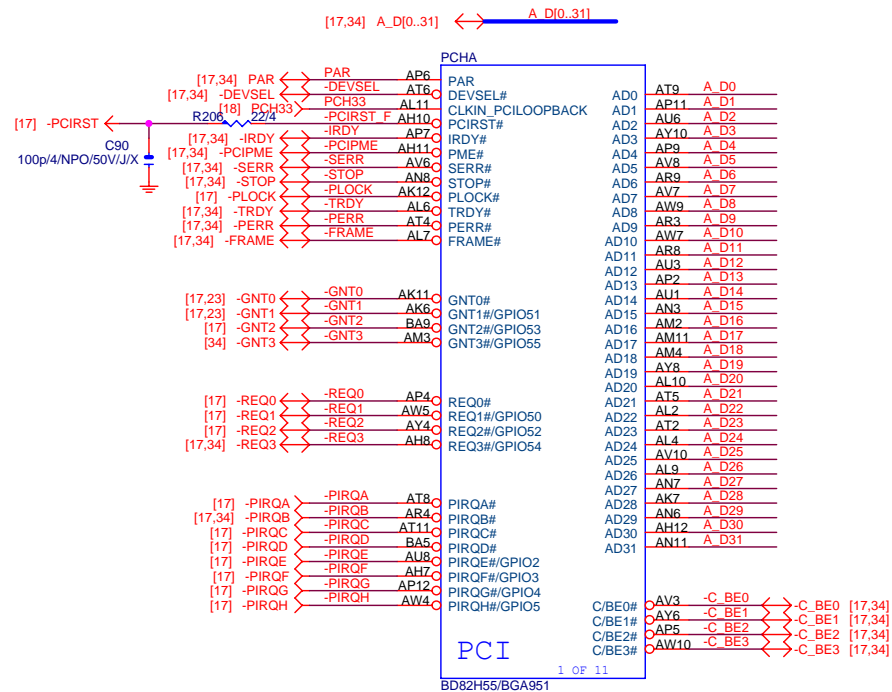 [17,34] A_D[0..31] A_D[0..31]
PCHA
[17,34] PAR PAR AP6 PAR
[17,34] -DEVSEL -DEVSEL AT6 DEVSEL#
[18] PCH33 PCH33 AL11 CLKIN_PCILOOPBACK
[17] -PCIRST R206 22/4 -PCIRST_F AH10 PCIRST#
[17,34] -IRDY -IRDY AP7 IRDY#
[17,34] -PCIPME -PCIPME AH11 PME#
[17,34] -SERR -SERR AV6 SERR#
[17,34] -STOP -STOP AN8 STOP#
[17] -PLOCK -PLOCK AK12 PLOCK#
[17,34] -TRDY -TRDY AL6 TRDY#
[17,34] -PERR -PERR AT4 PERR#
[17,34] -FRAME -FRAME AL7 FRAME#
C90
100p/4/NPO/50V/J/X
[17,23] -GNT0 -GNT0 AK11 GNT0#
[17,23] -GNT1 -GNT1 AK6 GNT1#/GPIO51
[17] -GNT2 -GNT2 BA9 GNT2#/GPIO53
[34] -GNT3 -GNT3 AM3 GNT3#/GPIO55
[17] -REQ0 -REQ0 AP4 REQ0#
[17] -REQ1 -REQ1 AW5 REQ1#/GPIO50
[17] -REQ2 -REQ2 AY4 REQ2#/GPIO52
[17,34] -REQ3 -REQ3 AH8 REQ3#/GPIO54
[17] -PIRQA -PIRQA AT8 PIRQA#
[17,34] -PIRQB -PIRQB AR4 PIRQB#
[17] -PIRQC -PIRQC AT11 PIRQC#
[17] -PIRQD -PIRQD BA5 PIRQD#
[17] -PIRQE -PIRQE AU8 PIRQE#/GPIO2
[17] -PIRQF -PIRQF AH7 PIRQF#/GPIO3
[17] -PIRQG -PIRQG AP12 PIRQG#/GPIO4
[17] -PIRQH -PIRQH AW4 PIRQH#/GPIO5
AD0 AT9 A_D0
AD1 AP11 A_D1
AD2 AU6 A_D2
AD3 AY10 A_D3
AD4 AP9 A_D4
AD5 AV8 A_D5
AD6 AR9 A_D6
AD7 AV7 A_D7
AD8 AW9 A_D8
AD9 AR3 A_D9
AD10 AW7 A_D10
AD11 AR8 A_D11
AD12 AU3 A_D12
AD13 AP2 A_D13
AD14 AU1 A_D14
AD15 AN3 A_D15
AD16 AM2 A_D16
AD17 AM11 A_D17
AD18 AM4 A_D18
AD19 AY8 A_D19
AD20 AL10 A_D20
AD21 AT5 A_D21
AD22 AL2 A_D22
AD23 AT2 A_D23
AD24 AL4 A_D24
AD25 AV10 A_D25
AD26 AL9 A_D26
AD27 AN7 A_D27
AD28 AK7 A_D28
AD29 AN6 A_D29
AD30 AH12 A_D30
AD31 AN11 A_D31
C/BE0# AV3 -C_BE0 -C_BE0 [17,34]
C/BE1# AY6 -C_BE1 -C_BE1 [17,34]
C/BE2# AP5 -C_BE2 -C_BE2 [17,34]
C/BE3# AW10 -C_BE3 -C_BE3 [17,34]
PCI
1 OF 11
BD82H55/BGA951